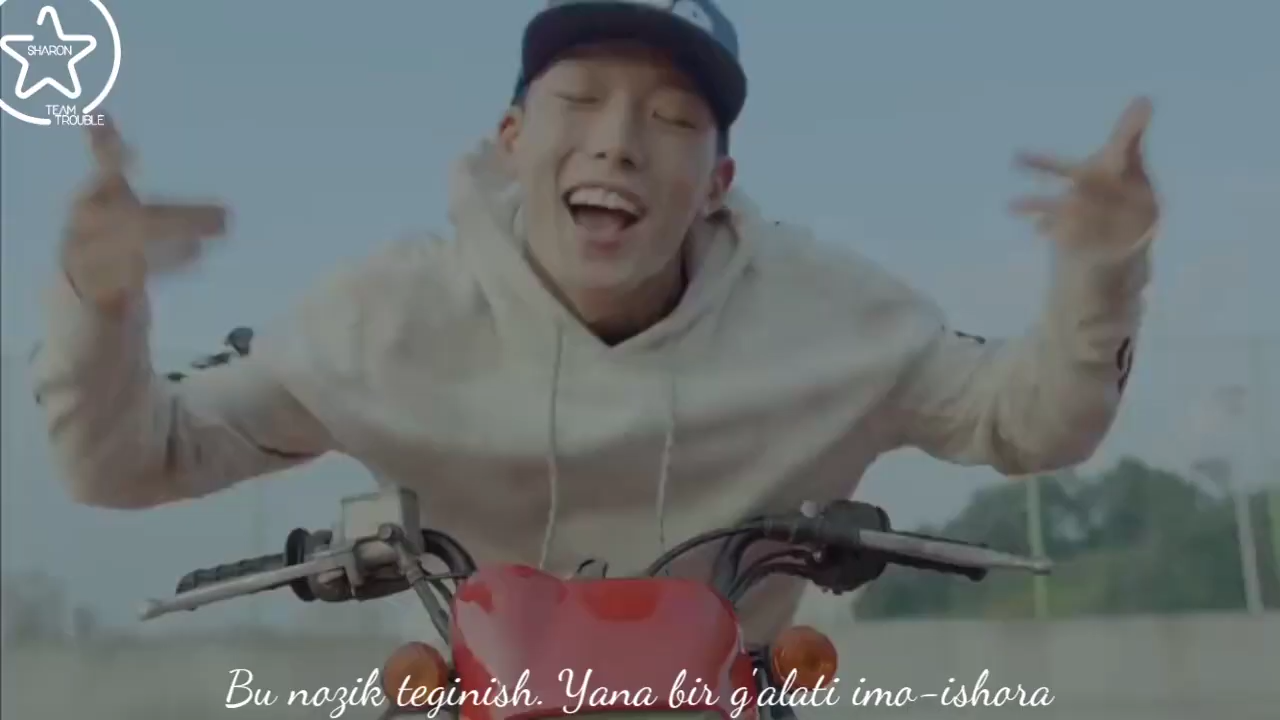 SHARON
TEAM
TROUBLE
Bu nozik teginish. Yana bir g'alati imo-ishora